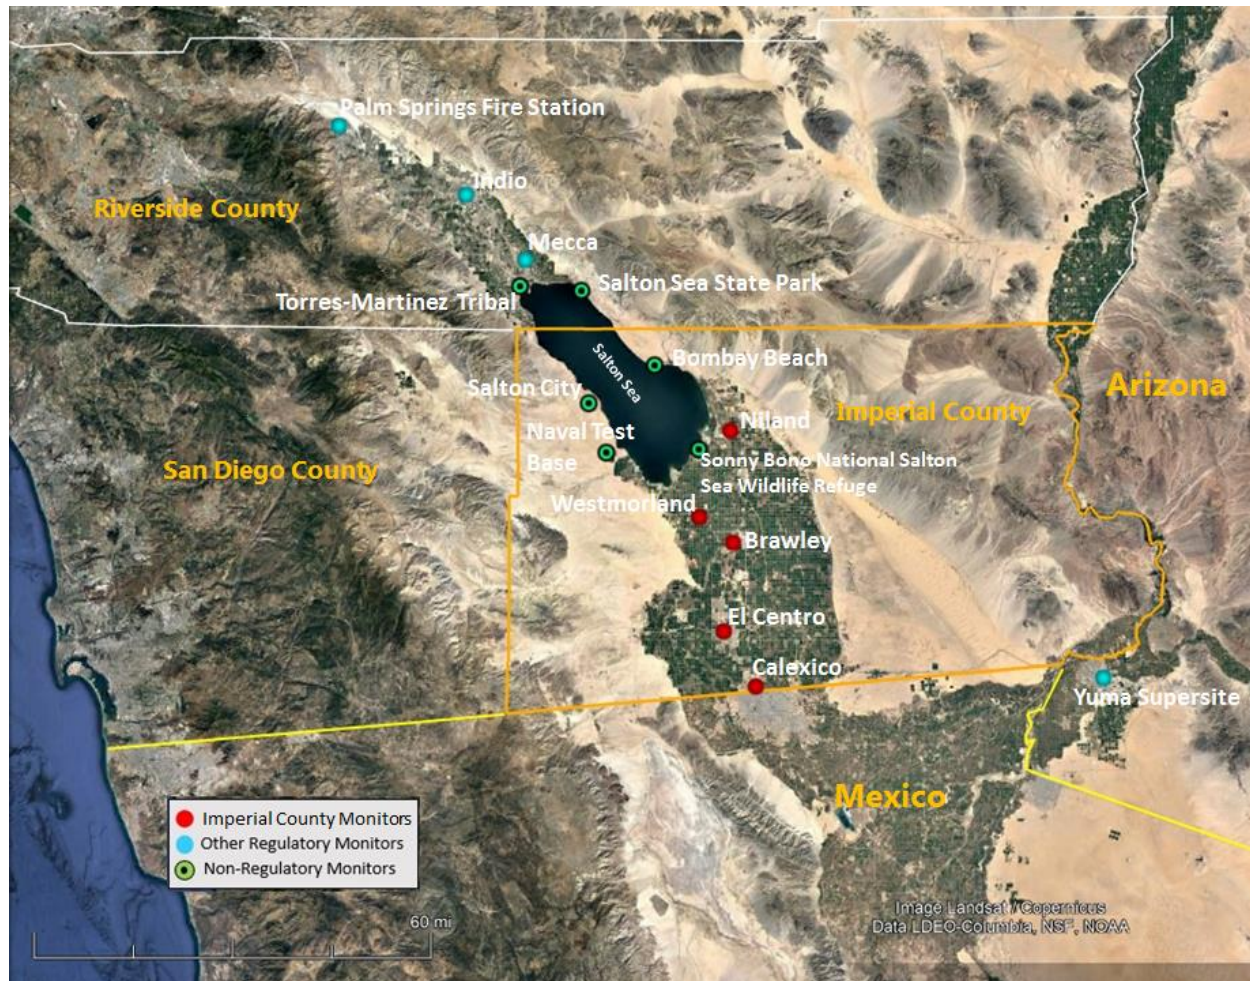 Palm Springs Fire Station
Indio
Riverside County
Mecca
Torres-Martinez Tribal
Salton Sea State Park
Salton Sea
Bombay Beach
Salton City
Arizona
Imperial County
Niland
Naval Test
Base
Sonny Bono National Salton
Sea Wildlife Refuge
San Diego County
Westmorland
Brawley
El Centro
Calexico
Yuma Supersite
Mexico
Imperial County Monitors
Other Regulatory Monitors
Non-Regulatory Monitors
60 mi
Image Landsat / Copernicus
Data LDEO-Columbia, NSF, NOAA